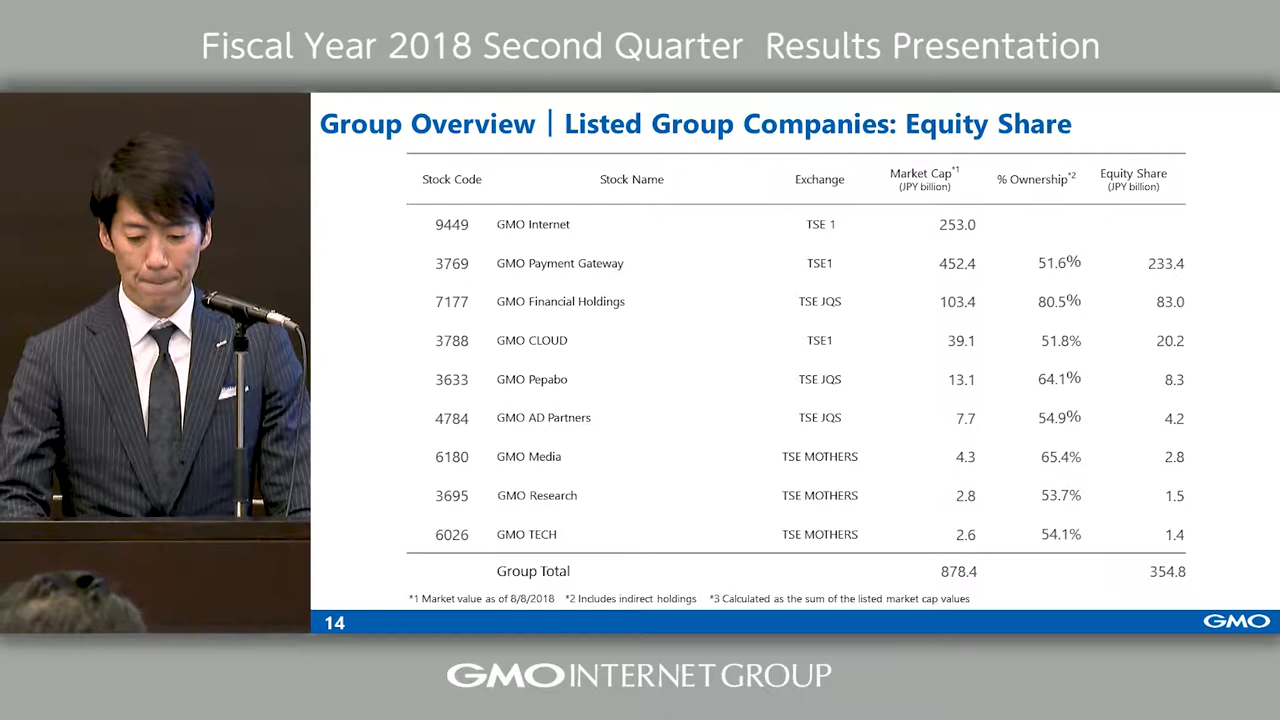 Fiscal Year 2018 Second Quarter Results Presentation
Group Overview | Listed Group Companies: Equity Share
Stock Code Stock Name Exchange Market Cap*1 (JPY billion) % Ownership*2 Equity Share (JPY billion)
9449 GMO Internet TSE 1 253.0
3769 GMO Payment Gateway TSE1 452.4 51.6% 233.4
7177 GMO Financial Holdings TSE JQS 103.4 80.5% 83.0
3788 GMO CLOUD TSE1 39.1 51.8% 20.2
3633 GMO Pepabo TSE JQS 13.1 64.1% 8.3
4784 GMO AD Partners TSE JQS 7.7 54.9% 4.2
6180 GMO Media TSE MOTHERS 4.3 65.4% 2.8
3695 GMO Research TSE MOTHERS 2.8 53.7% 1.5
6026 GMO TECH TSE MOTHERS 2.6 54.1% 1.4
Group Total 878.4 354.8
*1 Market value as of 8/8/2018 *2 Includes indirect holdings *3 Calculated as the sum of the listed market cap values
14 GMO
GMO INTERNET GROUP